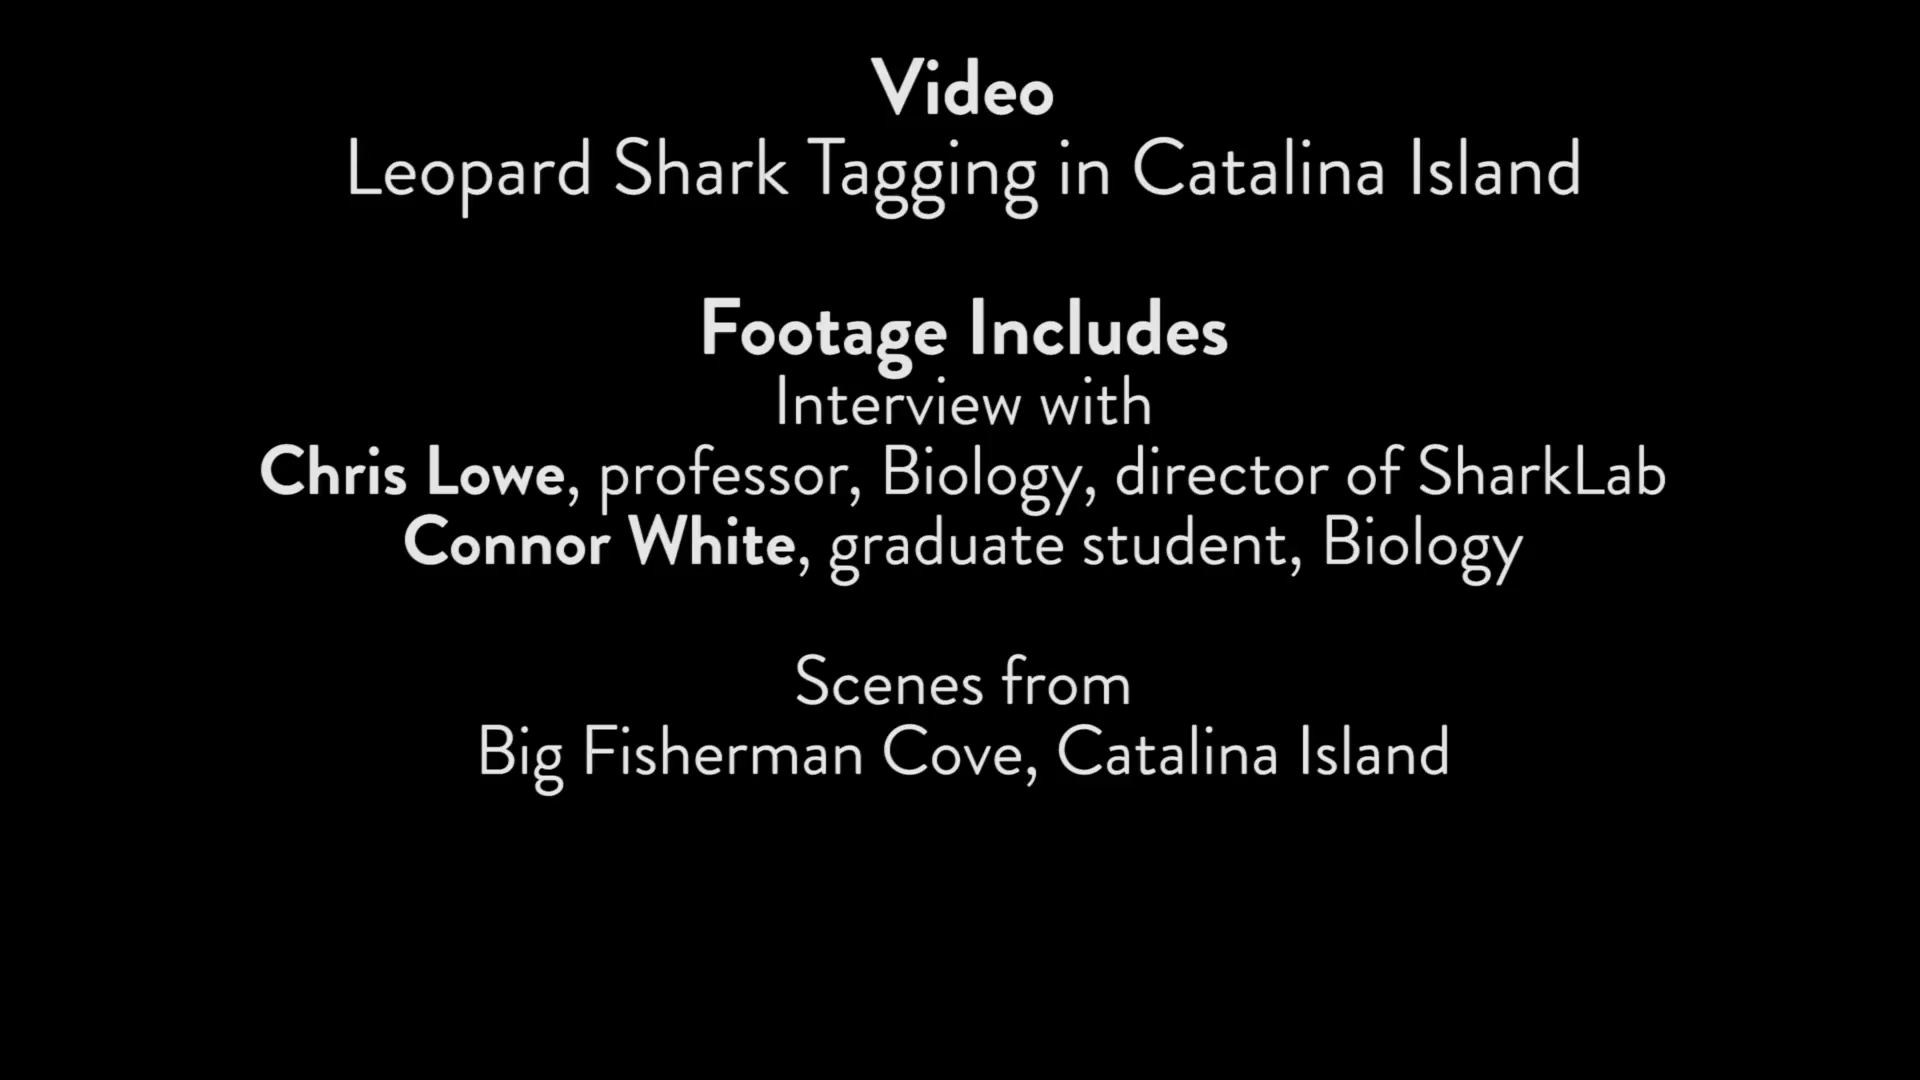 Video
Leopard Shark Tagging in Catalina Island
Footage Includes
Interview with
Chris Lowe, professor, Biology, director of SharkLab
Connor White, graduate student, Biology
Scenes from
Big Fisherman Cove, Catalina Island